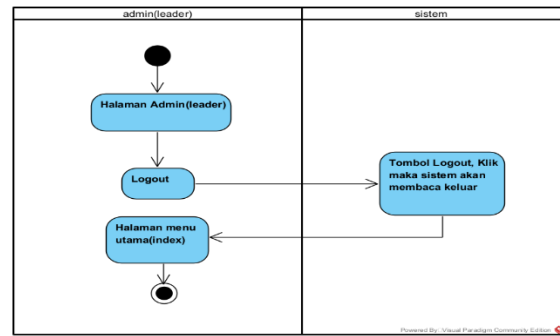 admin(leader)
sistem
Halaman Admin(leader)
Logout
Tombol Logout, Klik
maka sistem akan
membaca keluar
Halaman menu
utama(index)
Powered By: Visual Paradigm Community Edition